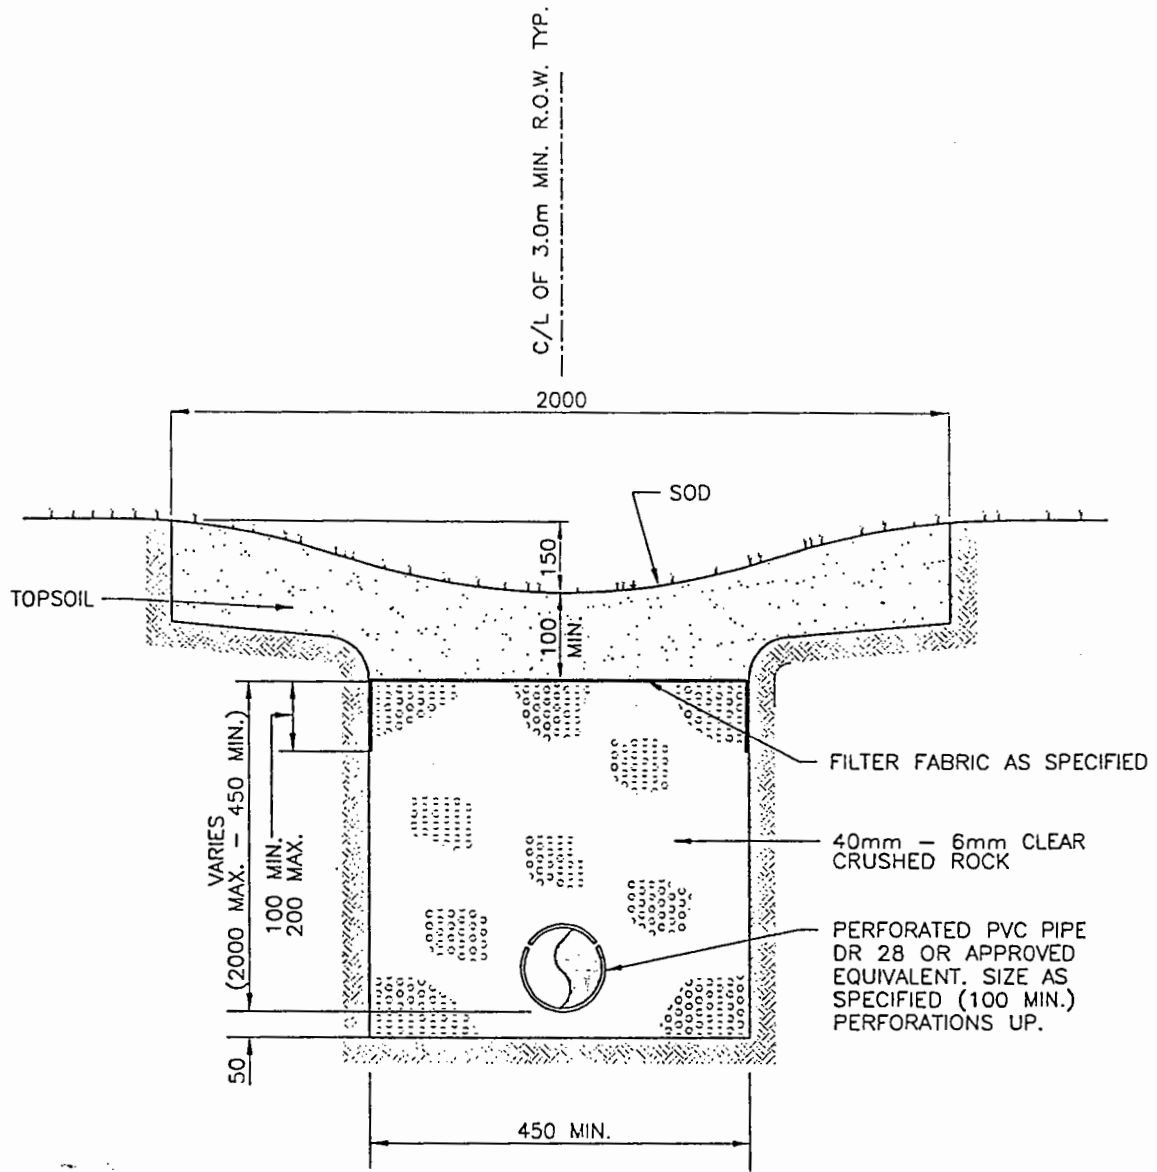 C/L OF 3.0m MIN. R.O.W. TYP.
2000
SOD
150
TOPSOIL
100
MIN.
VARIES
(2000 MAX. – 450 MIN.)
100 MIN.
200 MAX.
FILTER FABRIC AS SPECIFIED
40mm – 6mm CLEAR
CRUSHED ROCK
PERFORATED PVC PIPE
DR 28 OR APPROVED
EQUIVALENT. SIZE AS
SPECIFIED (100 MIN.)
PERFORATIONS UP.
50
450 MIN.